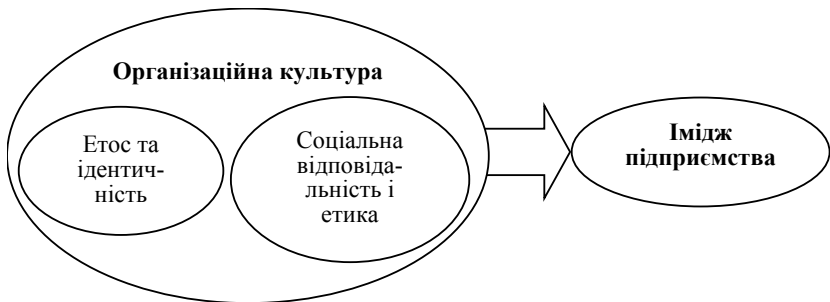 Організаційна культура
Етос та
ідентич-
ність
Соціальна
відповіда-
льність і
етика
Імідж
підприємства